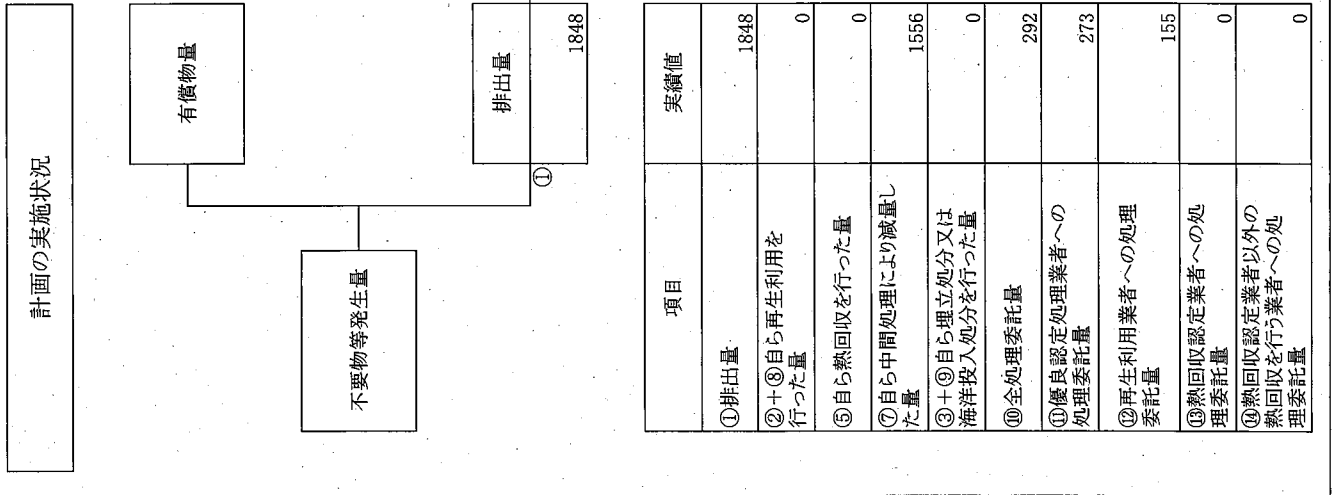 計画の実施状況
有償物量
不要物等発生量
排出量
①
1848
項目 実績値
①排出量 1848
②+⑧自ら再生利用を
行った量 0
⑤自ら熱回収を行った量 0
⑦自ら中間処理により減量し
た量 1556
③+⑨自ら埋立処分又は
海洋投入処分を行った量 0
⑩全処理委託量 292
⑪優良認定処理業者への
処理委託量 273
⑫再生利用業者への処理
委託量 155
⑬熱回収認定業者への処
理委託量 0
⑭熱回収認定業者以外の
熱回収を行う業者への処
理委託量 0